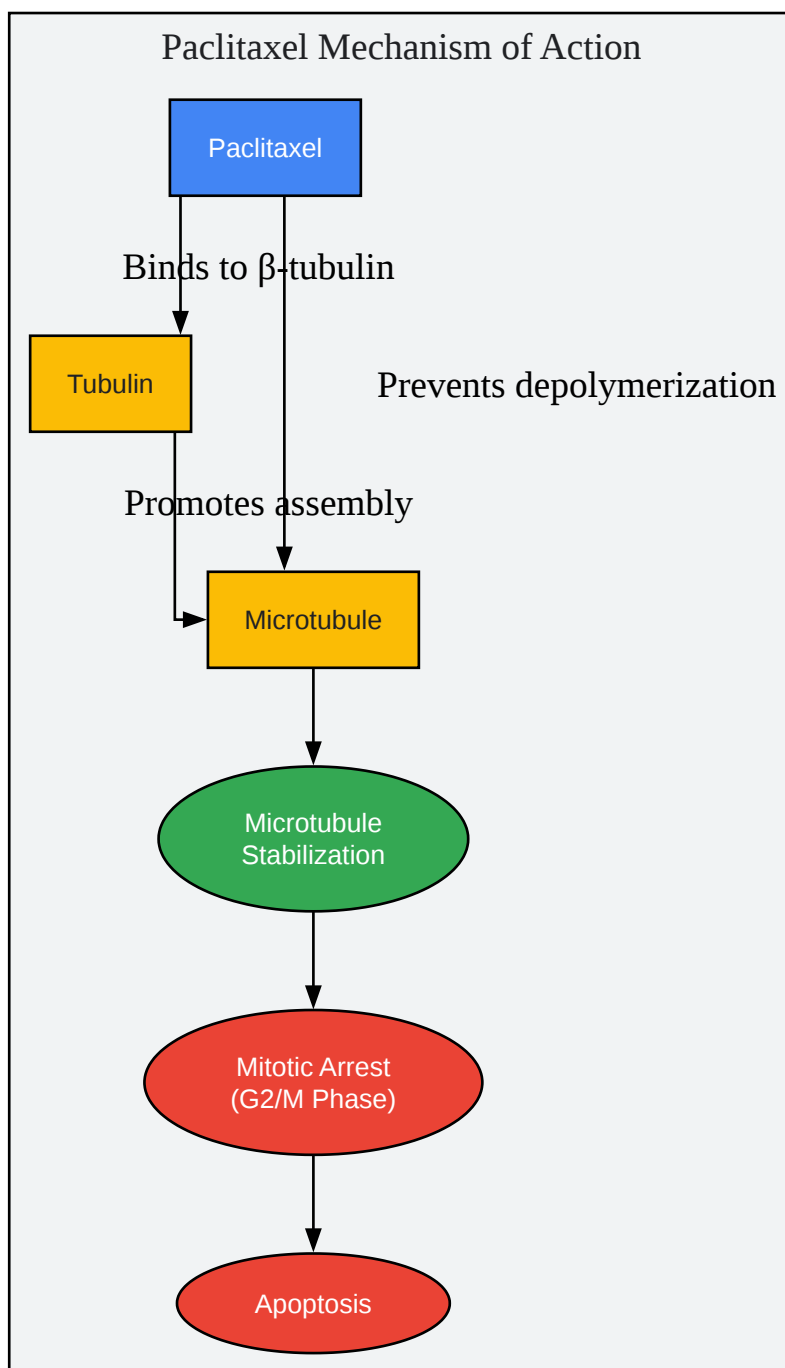 Paclitaxel Mechanism of Action
Paclitaxel
Binds to β-tubulin
Tubulin
Prevents depolymerization
Promotes assembly
Microtubule
Microtubule
Stabilization
Mitotic Arrest
(G2/M Phase)
Apoptosis